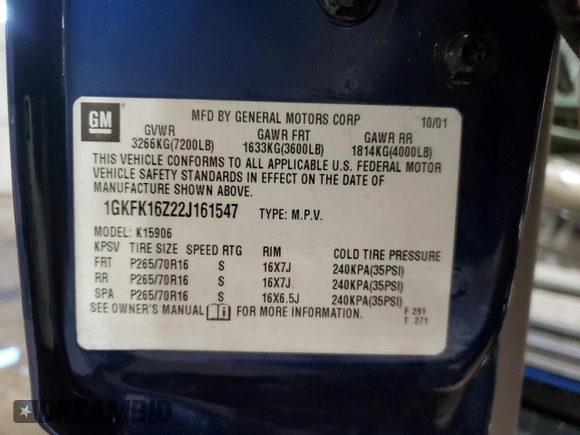 GM
MFD BY GENERAL MOTORS CORP 10/01
GVWR GAWR FRT GAWR RR
3266KG(7200LB) 1633KG(3600LB) 1814KG(4000LB)
THIS VEHICLE CONFORMS TO ALL APPLICABLE U.S. FEDERAL MOTOR
VEHICLE SAFETY STANDARDS IN EFFECT ON THE DATE OF
MANUFACTURE SHOWN ABOVE.
1GKFK16Z22J161547 TYPE: M.P.V.
MODEL: K15906
KPSV TIRE SIZE SPEED RTG RIM COLD TIRE PRESSURE
FRT P265/70R16 S 16X7J 240KPA(35PSI)
RR P265/70R16 S 16X7J 240KPA(35PSI)
SPA P265/70R16 S 16X6.5J 240KPA(35PSI)
SEE OWNER'S MANUAL FOR MORE INFORMATION.
F 291
T 271
DREAMBID